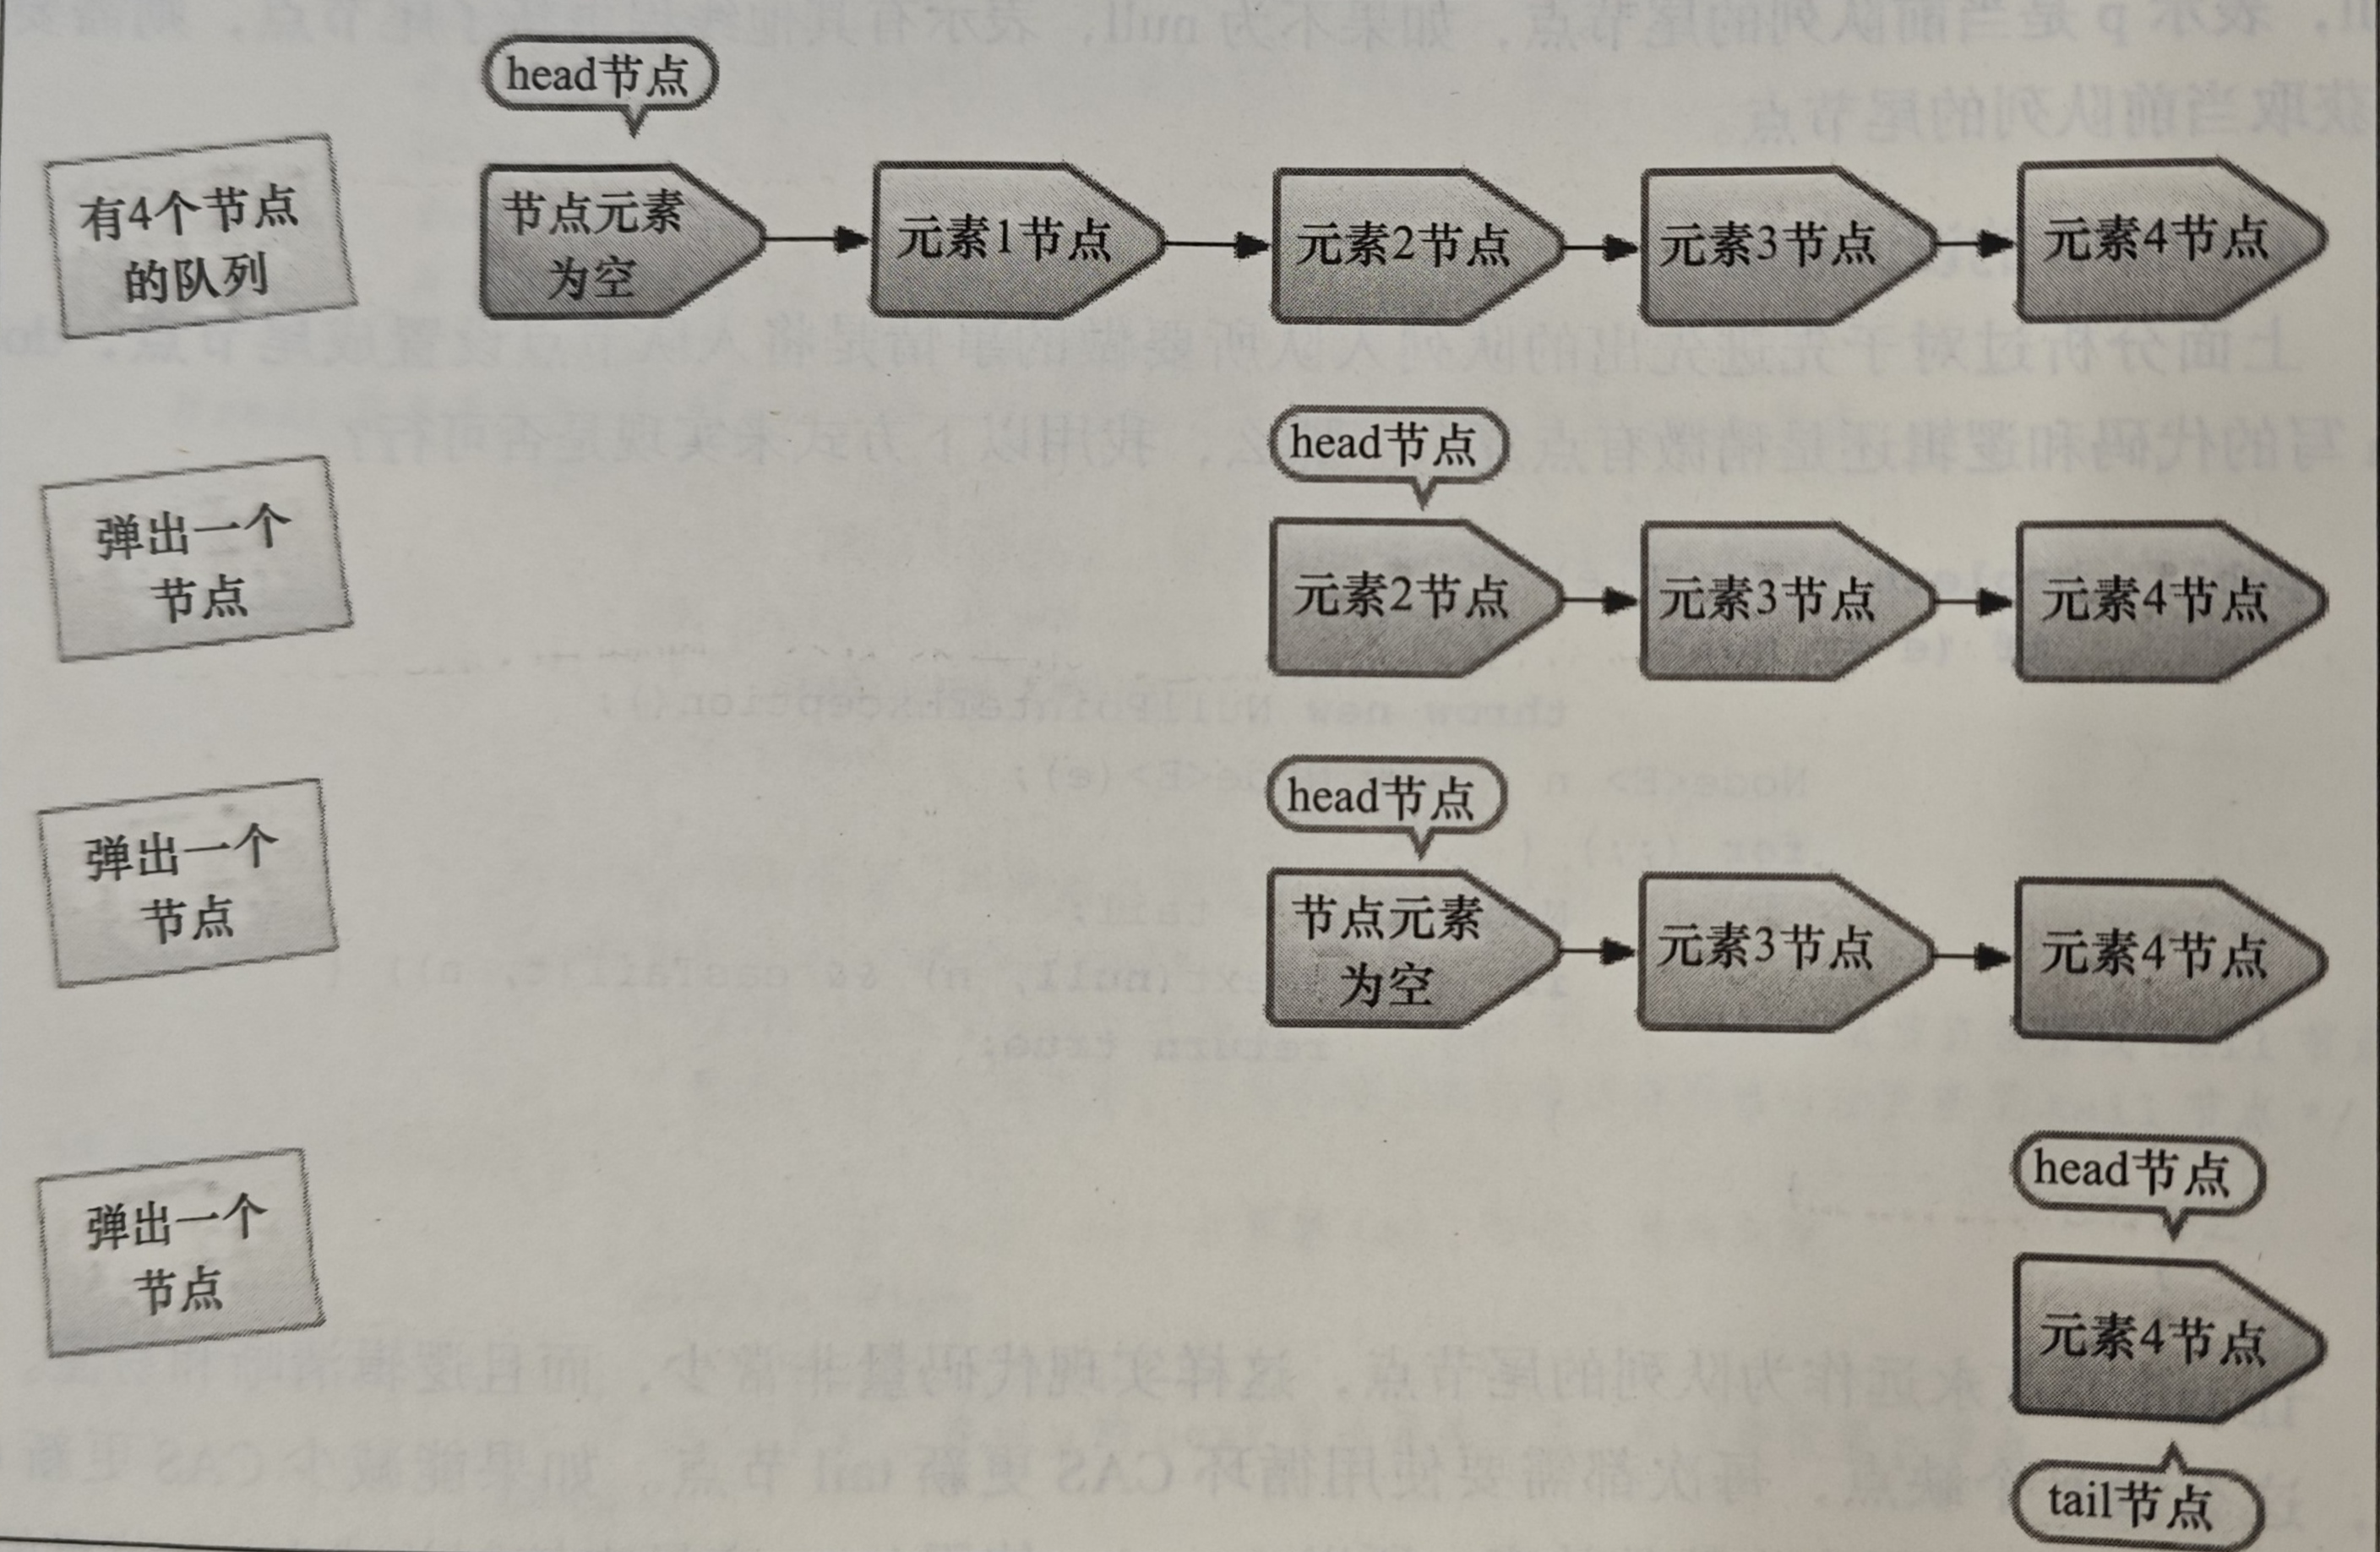 head节点
有4个节点
的队列
节点元素
为空
元素1节点
元素2节点
元素3节点
元素4节点
head节点
弹出一个
节点
元素2节点
元素3节点
元素4节点
head节点
弹出一个
节点
节点元素
为空
元素3节点
元素4节点
head节点
弹出一个
节点
元素4节点
tail节点